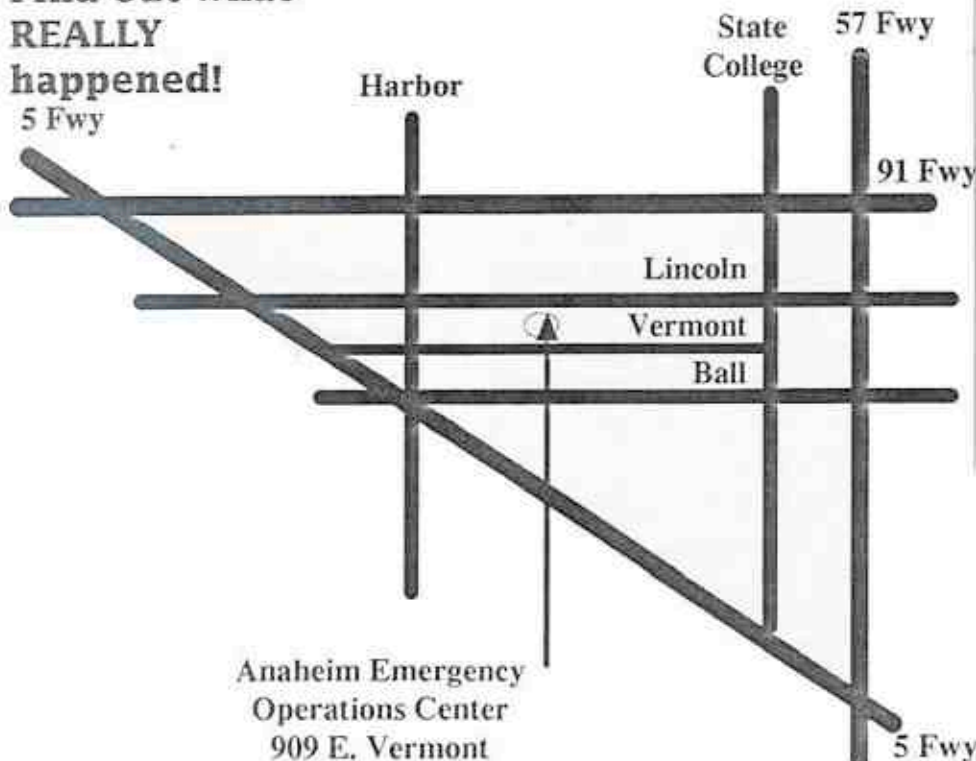 REALLY
happened!
5 Fwy
Harbor
State
College
57 Fwy
91 Fwy
Lincoln
Vermont
Ball
Anaheim Emergency
Operations Center
909 E. Vermont
5 Fwy